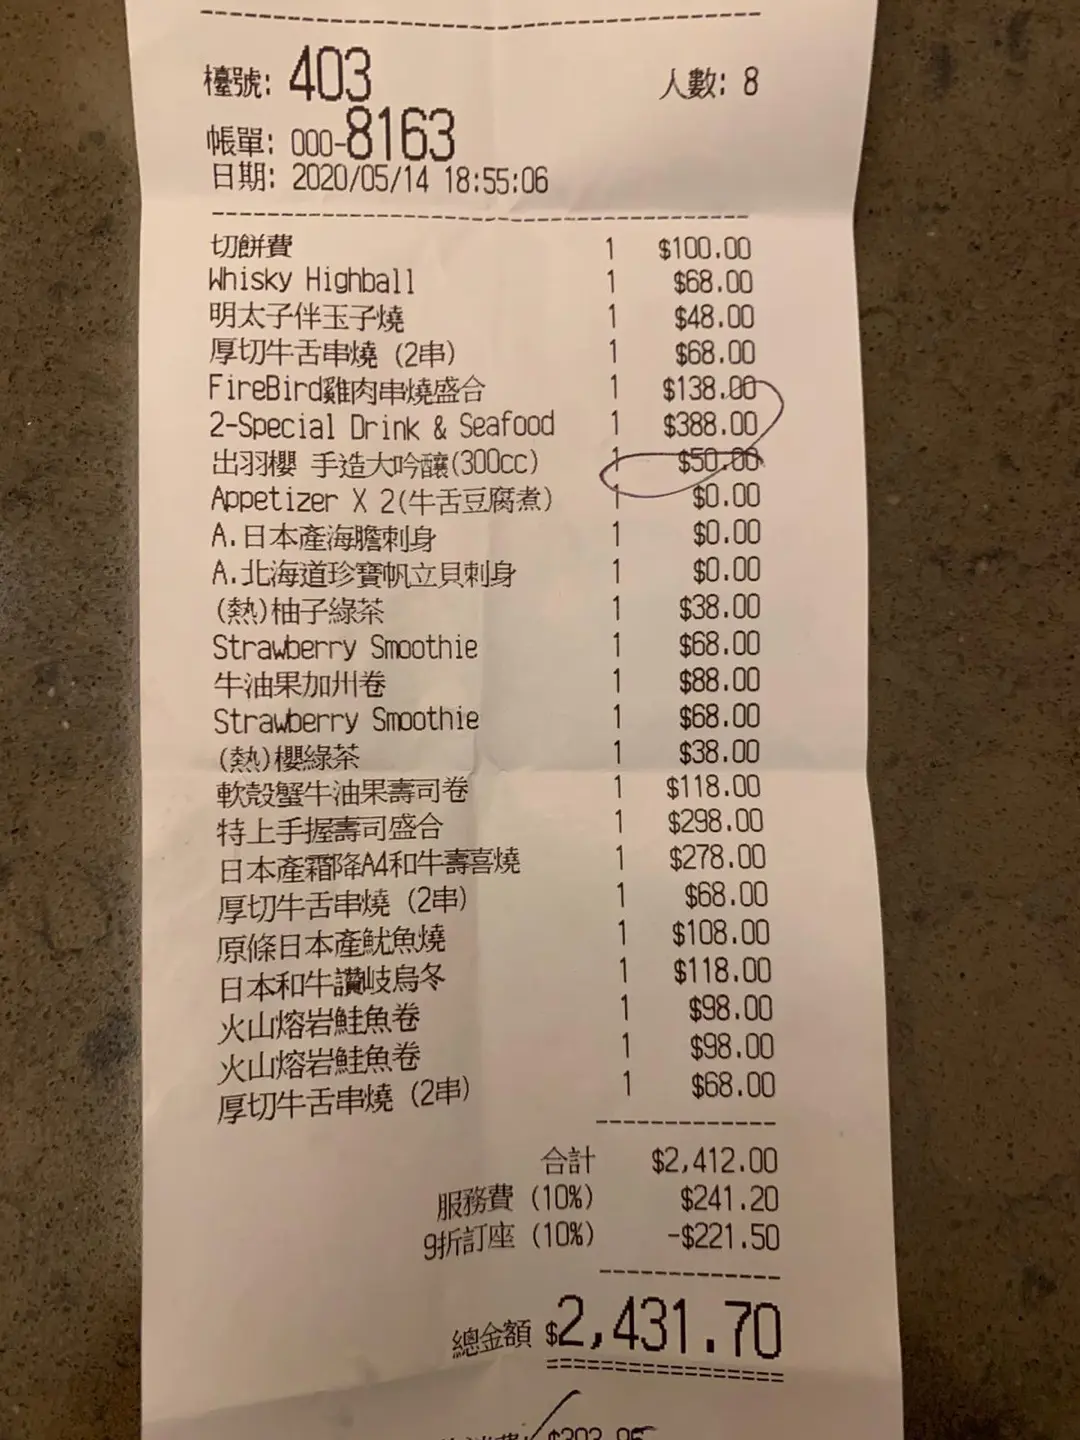 檯號: 403 人數: 8
帳單: 000-8163
日期: 2020/05/14 18:55:06
切餅費 1 $100.00
Whisky Highball 1 $68.00
明太子伴玉子燒 1 $48.00
厚切牛舌串燒 (2串) 1 $68.00
FireBird雞肉串燒盛合 1 $138.00
2-Special Drink & Seafood 1 $388.00
出羽櫻 手造大吟釀(300cc) 1 $50.00
Appetizer X 2(牛舌豆腐煮) 1 $0.00
A.日本產海膽刺身 1 $0.00
A.北海道珍寶帆立貝刺身 1 $0.00
(熱)柚子綠茶 1 $38.00
Strawberry Smoothie 1 $68.00
牛油果加州卷 1 $88.00
Strawberry Smoothie 1 $68.00
(熱)櫻綠茶 1 $38.00
軟殼蟹牛油果壽司卷 1 $118.00
特上手握壽司盛合 1 $298.00
日本產霜降A4和牛壽喜燒 1 $278.00
厚切牛舌串燒 (2串) 1 $68.00
原條日本產魷魚燒 1 $108.00
日本和牛讚岐烏冬 1 $118.00
火山熔岩鮭魚卷 1 $98.00
火山熔岩鮭魚卷 1 $98.00
厚切牛舌串燒 (2串) 1 $68.00
合計 $2,412.00
服務費 (10%) $241.20
9折訂座 (10%) -$221.50
總金額 $2,431.70